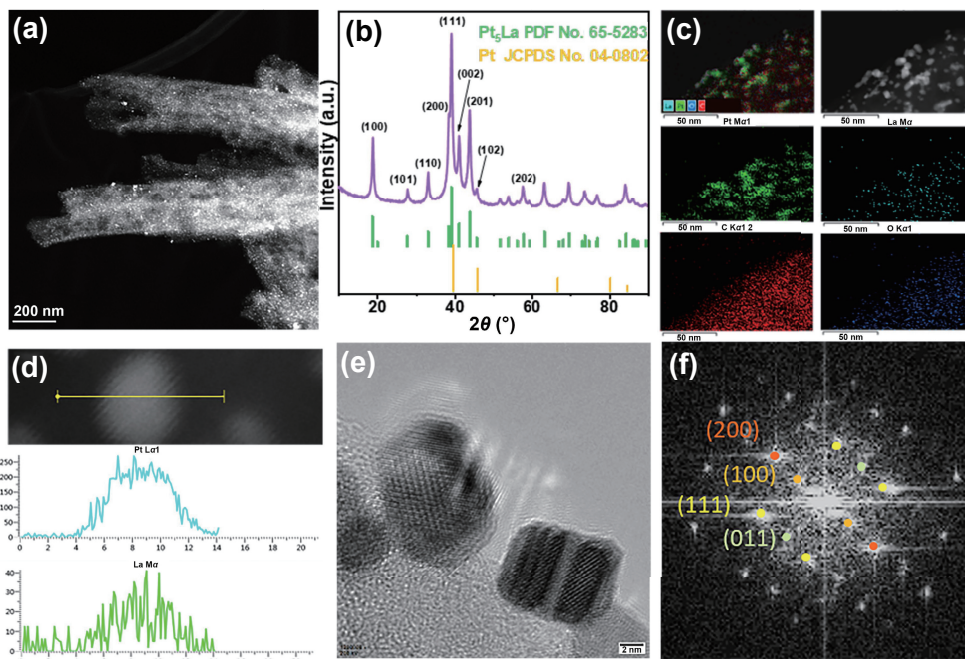 (a)
200 nm
(b)
Pt₅La PDF No. 65-5283
Pt JCPDS No. 04-0802
Intensity (a.u.)
(111)
(002)
(200)
(201)
(100)
(102)
(110)
(101)
(202)
20 40 60 80
2θ (°)
(c)
La Pt O C
50 nm
50 nm
Pt Mα1
La Mα
50 nm
50 nm
C Kα1 2
O Kα1
50 nm
50 nm
(d)
Pt Lα1
250
200
150
100
50
0
0 2 4 6 8 10 12 14 16 18 20
La Mα
40
30
20
10
0
(e)
2 nm
(f)
(200)
(100)
(111)
(011)